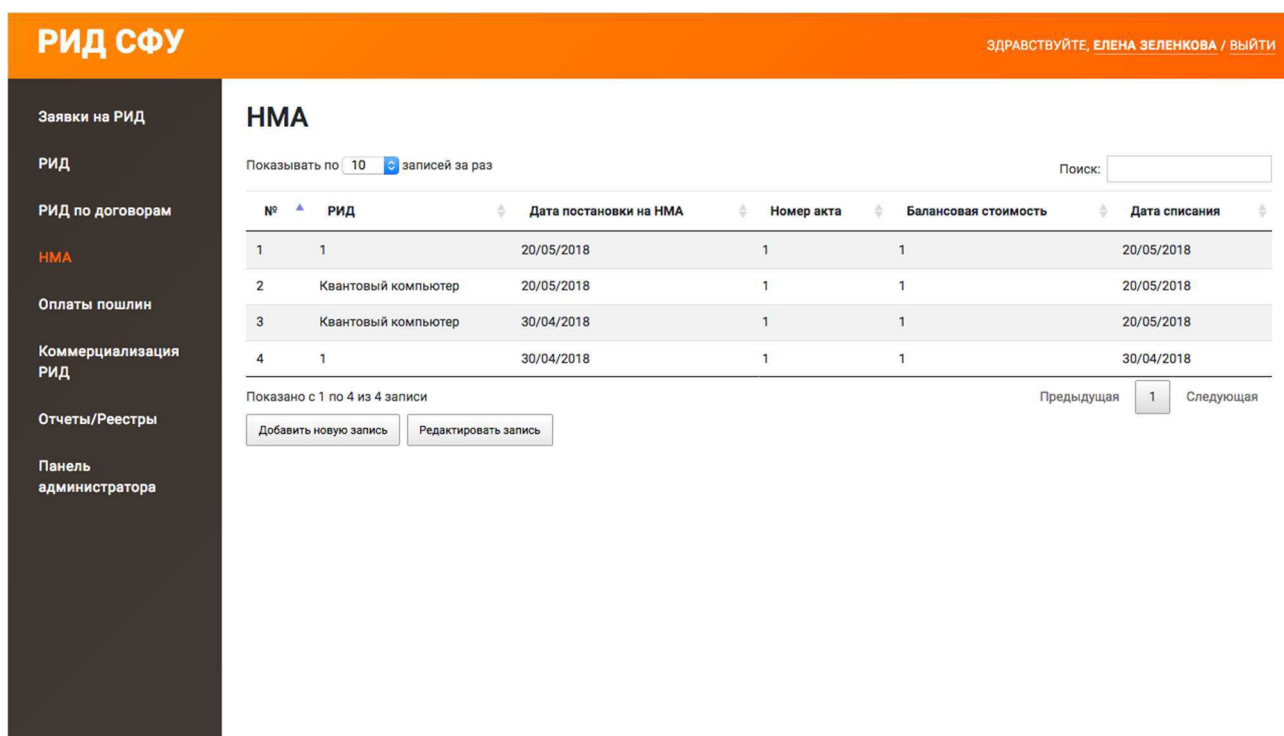 РИД СФУ
ЗДРАВСТВУЙТЕ, ЕЛЕНА ЗЕЛЕНКОВА / ВЫЙТИ
Заявки на РИД
РИД
РИД по договорам
НМА
Оплаты пошлин
Коммерциализация
РИД
Отчеты/Реестры
Панель
администратора
НМА
Показывать по 10 записей за раз
Поиск:
№ РИД Дата постановки на НМА Номер акта Балансовая стоимость Дата списания
1 1 20/05/2018 1 1 20/05/2018
2 Квантовый компьютер 20/05/2018 1 1 20/05/2018
3 Квантовый компьютер 30/04/2018 1 1 20/05/2018
4 1 30/04/2018 1 1 30/04/2018
Показано с 1 по 4 из 4 записи
Предыдущая 1 Следующая
Добавить новую запись Редактировать запись